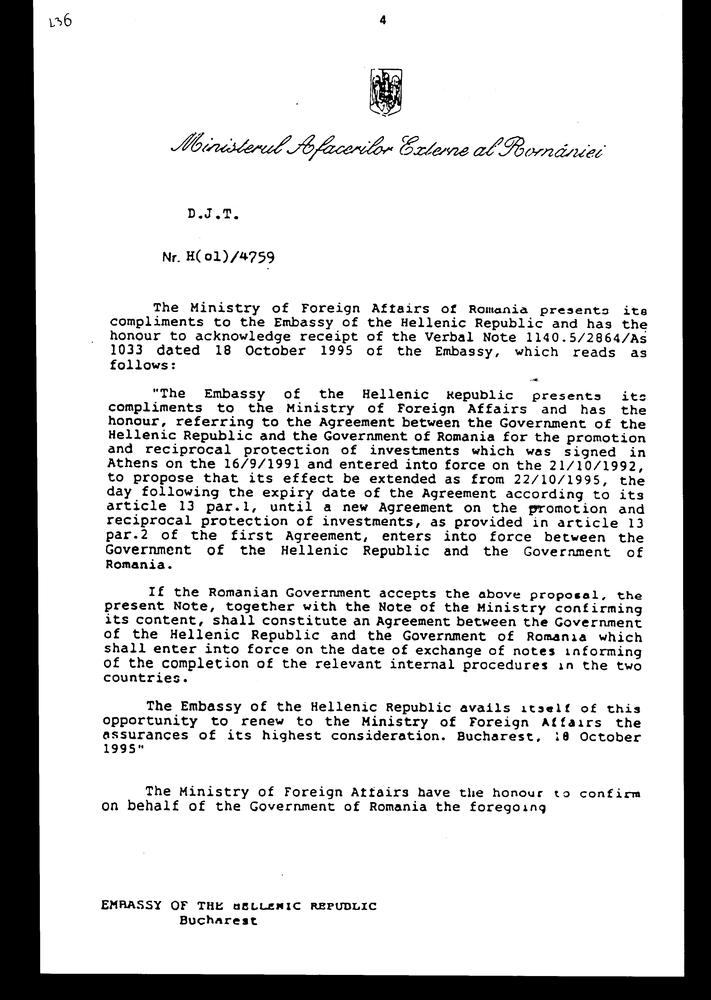 L36
4
Ministerul Afacerilor Externe al României
D.J.T.
Nr. H(ol)/4759
The Ministry of Foreign Affairs of Romania presents its
compliments to the Embassy of the Hellenic Republic and has the
honour to acknowledge receipt of the Verbal Note 1140.5/2864/As
1033 dated 18 October 1995 of the Embassy, which reads as
follows:
"The Embassy of the Hellenic Republic presents its
compliments to the Ministry of Foreign Affairs and has the
honour, referring to the Agreement between the Government of the
Hellenic Republic and the Government of Romania for the promotion
and reciprocal protection of investments which was signed in
Athens on the 16/9/1991 and entered into force on the 21/10/1992,
to propose that its effect be extended as from 22/10/1995, the
day following the expiry date of the Agreement according to its
article 13 par.1, until a new Agreement on the promotion and
reciprocal protection of investments, as provided in article 13
par.2 of the first Agreement, enters into force between the
Government of the Hellenic Republic and the Government of
Romania.
If the Romanian Government accepts the above proposal, the
present Note, together with the Note of the Ministry confirming
its content, shall constitute an Agreement between the Government
of the Hellenic Republic and the Government of Romania which
shall enter into force on the date of exchange of notes informing
of the completion of the relevant internal procedures in the two
countries.
The Embassy of the Hellenic Republic avails itself of this
opportunity to renew to the Ministry of Foreign Affairs the
assurances of its highest consideration. Bucharest, 18 October
1995"
The Ministry of Foreign Affairs have the honour to confirm
on behalf of the Government of Romania the foregoing
EMBASSY OF THE HELLENIC REPUBLIC
Bucharest